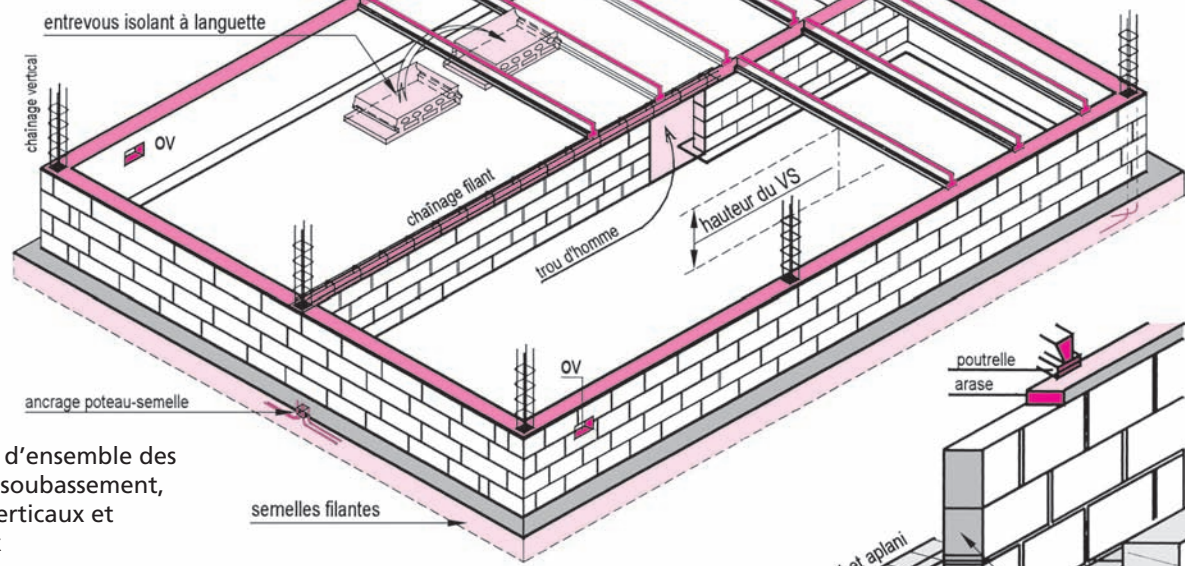 entrevous isolant à languette
chaînage vertical
OV
chaînage filant
hauteur du VS
trou d'homme
OV
poutrelle
arase
ancrage poteau-semelle
d'ensemble des
soubassement,
erticaux et
semelles filantes
et aplani